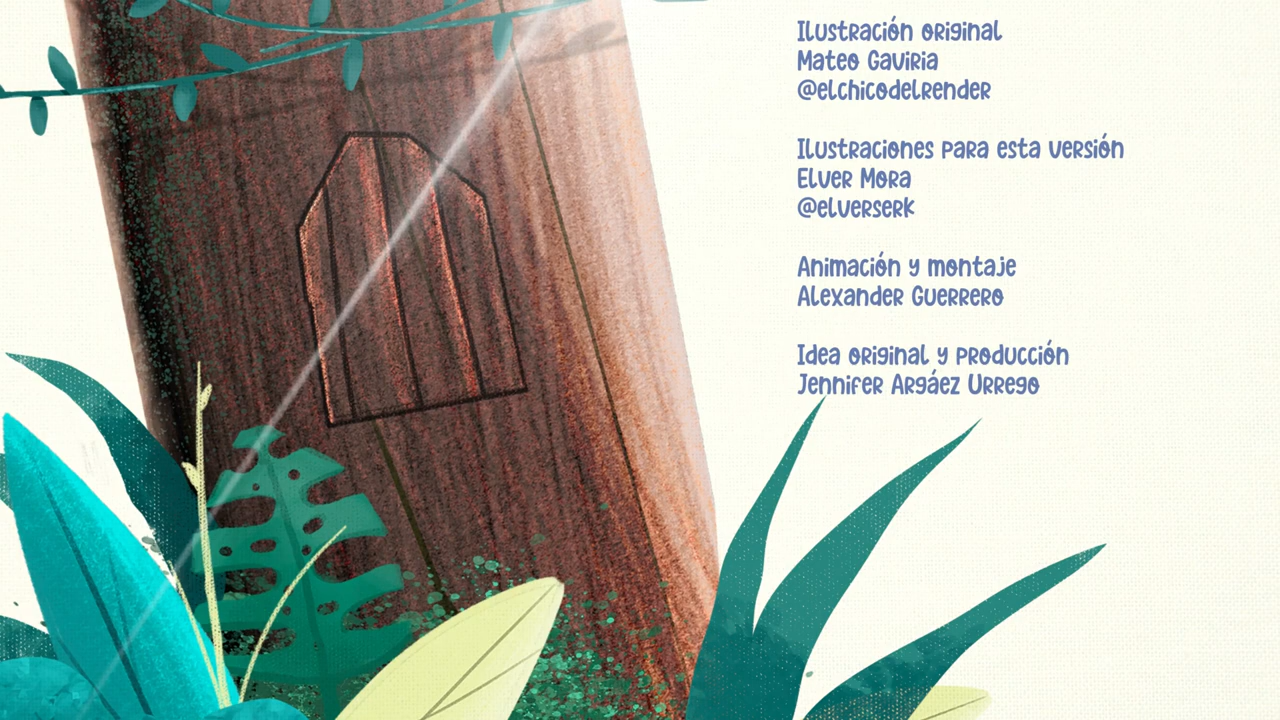 Ilustración original
Mateo Gaviria
@elchicodelrender
Ilustraciones para esta versión
Elver Mora
@elverserk
Animación y montaje
Alexander Guerrero
Idea original y producción
Jennifer Argáez Urrego